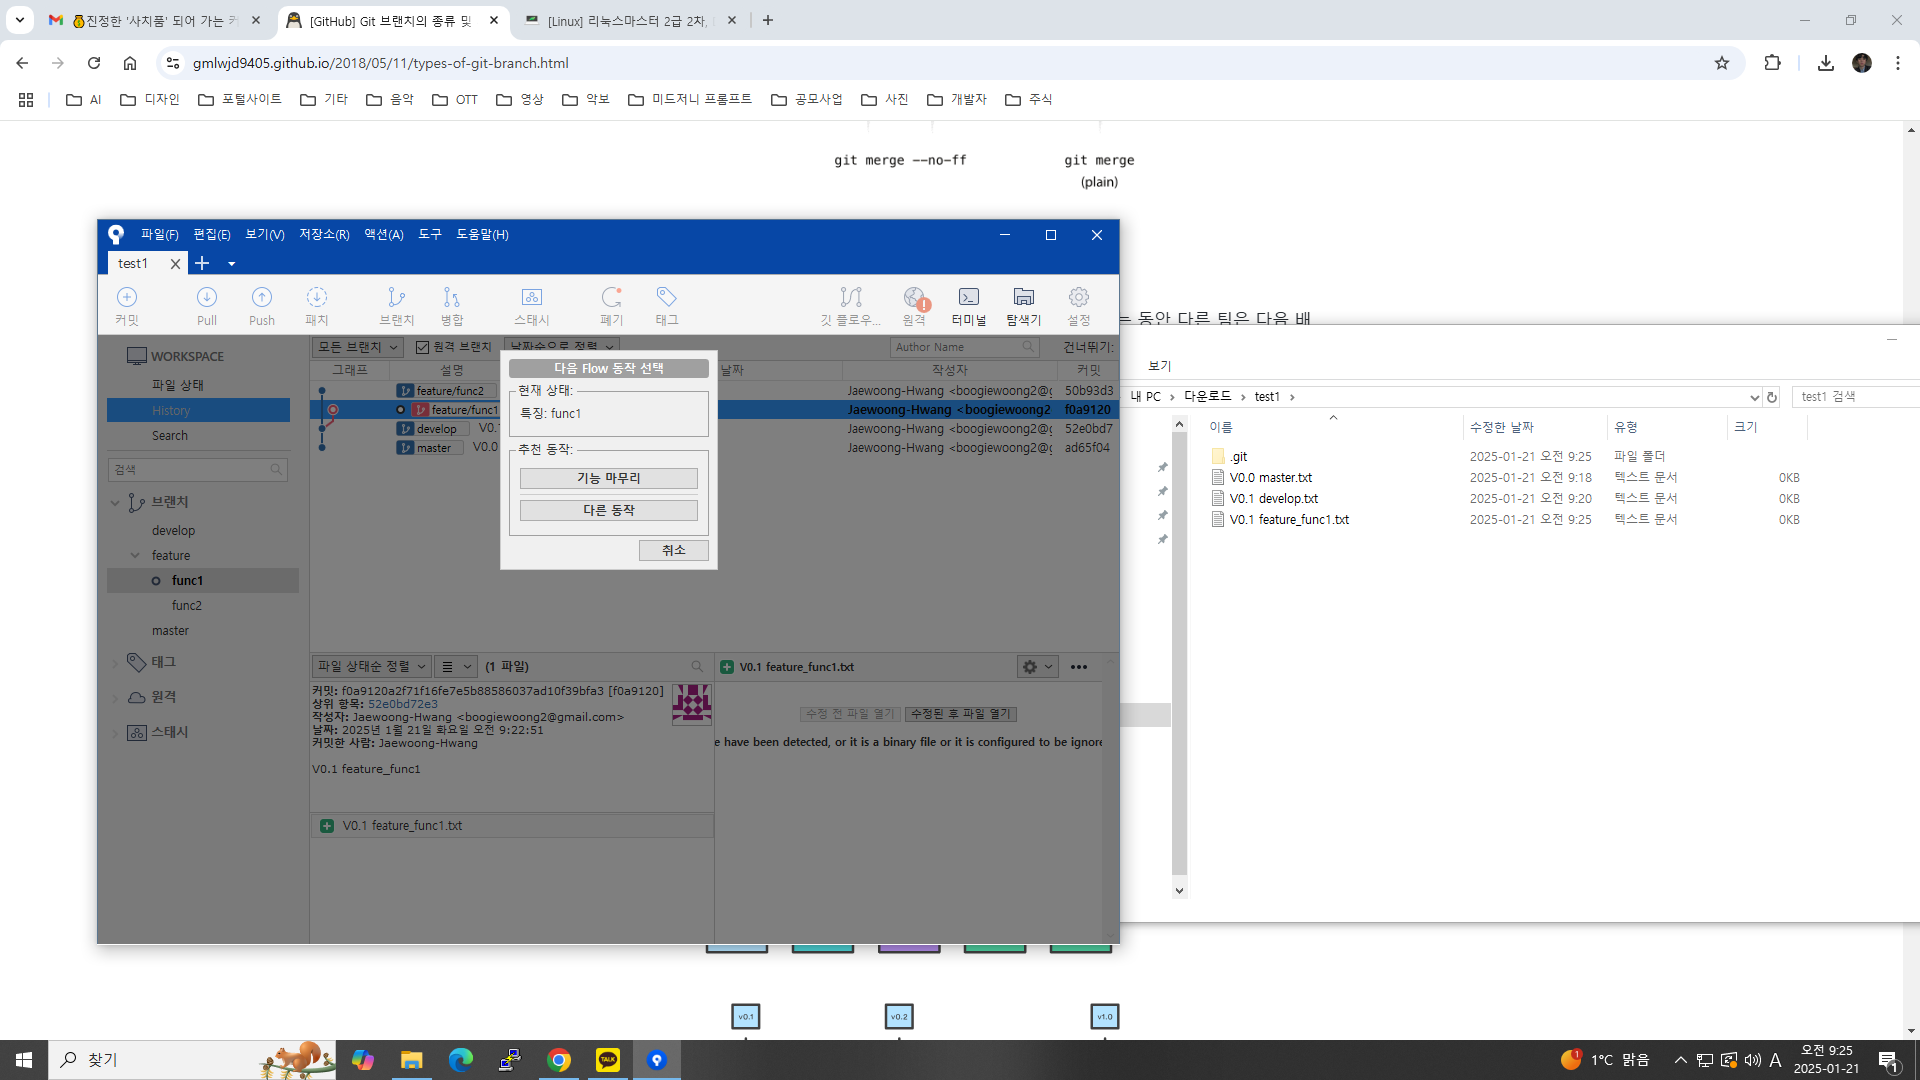 진정한 '사치품' 되어 가는 커
[GitHub] Git 브랜치의 종류 및
[Linux] 리눅스마스터 2급 2차,
gmlwjd9405.github.io/2018/05/11/types-of-git-branch.html
AI
디자인
포털사이트
기타
음악
OTT
영상
악보
미드저니 프롬프트
공모사업
사진
개발자
주식
git merge --no-ff
git merge
(plain)
는 동안 다른 팀은 다음 배
파일(F) 편집(E) 보기(V) 저장소(R) 액션(A) 도구 도움말(H)
test1
커밋
Pull
Push
패치
브랜치
병합
스태시
폐기
태그
깃 플로우...
원격
터미널
탐색기
설정
WORKSPACE
파일 상태
History
Search
검색
브랜치
develop
feature
func1
func2
master
태그
원격
스태시
모든 브랜치
원격 브랜치
날짜순으로 정렬
Author Name
건너뛰기:
그래프
설명
날짜
작성자
커밋
feature/func2
Jaewoong-Hwang <boogiewoong2@g
50b93d3
feature/func1
Jaewoong-Hwang <boogiewoong2
f0a9120
develop
V0.
Jaewoong-Hwang <boogiewoong2@g
52e0bd7
master
V0.0
Jaewoong-Hwang <boogiewoong2@g
ad65f04
다음 Flow 동작 선택
현재 상태:
특징: func1
추천 동작:
기능 마무리
다른 동작
취소
파일 상태순 정렬
(1 파일)
커밋: f0a9120a2f71f16fe7e5b88586037ad10f39bfa3 [f0a9120]
상위 항목: 52e0bd72e3
작성자: Jaewoong-Hwang <boogiewoong2@gmail.com>
날짜: 2025년 1월 21일 화요일 오전 9:22:51
커밋한 사람: Jaewoong-Hwang
V0.1 feature_func1
V0.1 feature_func1.txt
V0.1 feature_func1.txt
수정 전 파일 열기
수정된 후 파일 열기
e have been detected, or it is a binary file or it is configured to be ignore
보기
내 PC
다운로드
test1
test1 검색
이름
수정한 날짜
유형
크기
.git
2025-01-21 오전 9:25
파일 폴더
V0.0 master.txt
2025-01-21 오전 9:18
텍스트 문서
0KB
V0.1 develop.txt
2025-01-21 오전 9:20
텍스트 문서
0KB
V0.1 feature_func1.txt
2025-01-21 오전 9:25
텍스트 문서
0KB
v0.1
v0.2
v1.0
찾기
TALK
1
1°C 맑음
A
오전 9:25
2025-01-21
1